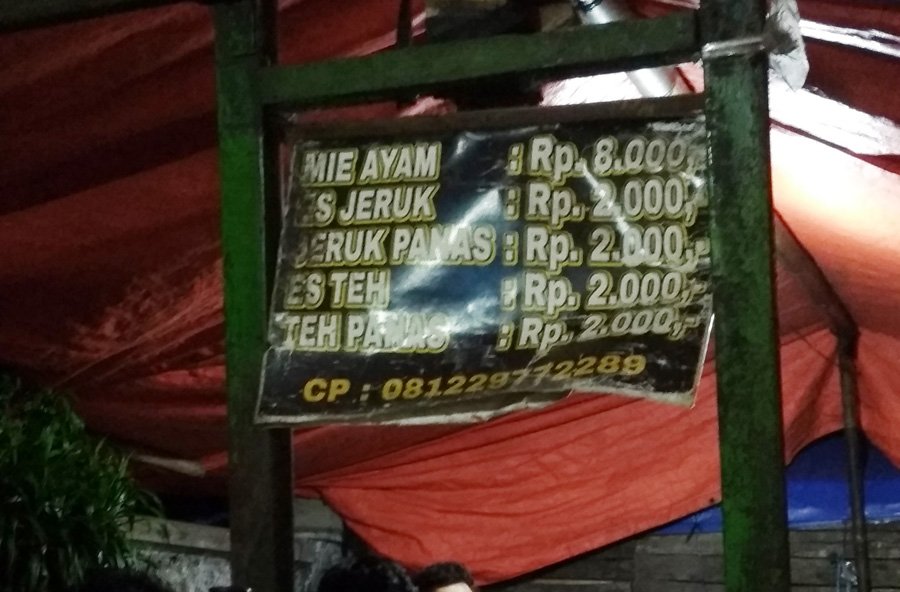 MIE AYAM : Rp. 8.000,-
ES JERUK : Rp. 2.000,-
JERUK PANAS : Rp. 2.000,-
ES TEH : Rp. 2.000,-
TEH PANAS : Rp. 2.000,-
CP : 081229772289